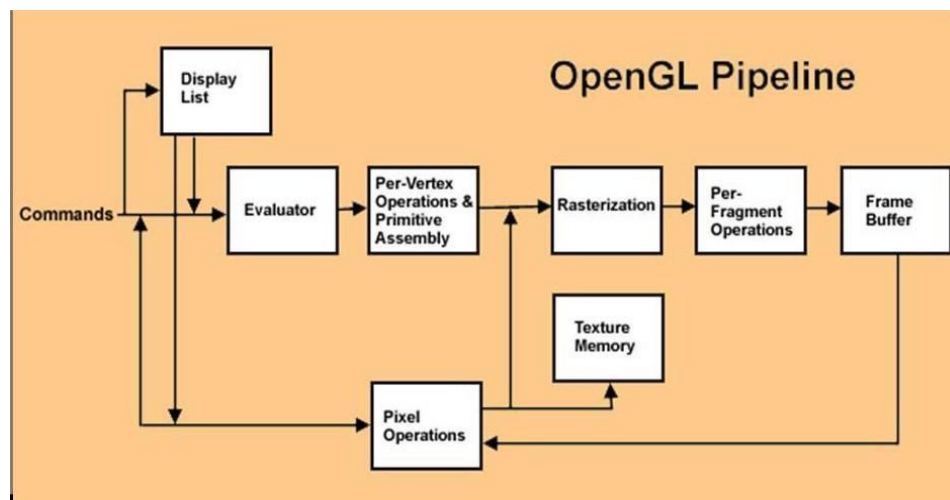 OpenGL Pipeline
Display
List
Commands
Evaluator
Per-Vertex
Operations &
Primitive
Assembly
Rasterization
Per-
Fragment
Operations
Frame
Buffer
Texture
Memory
Pixel
Operations